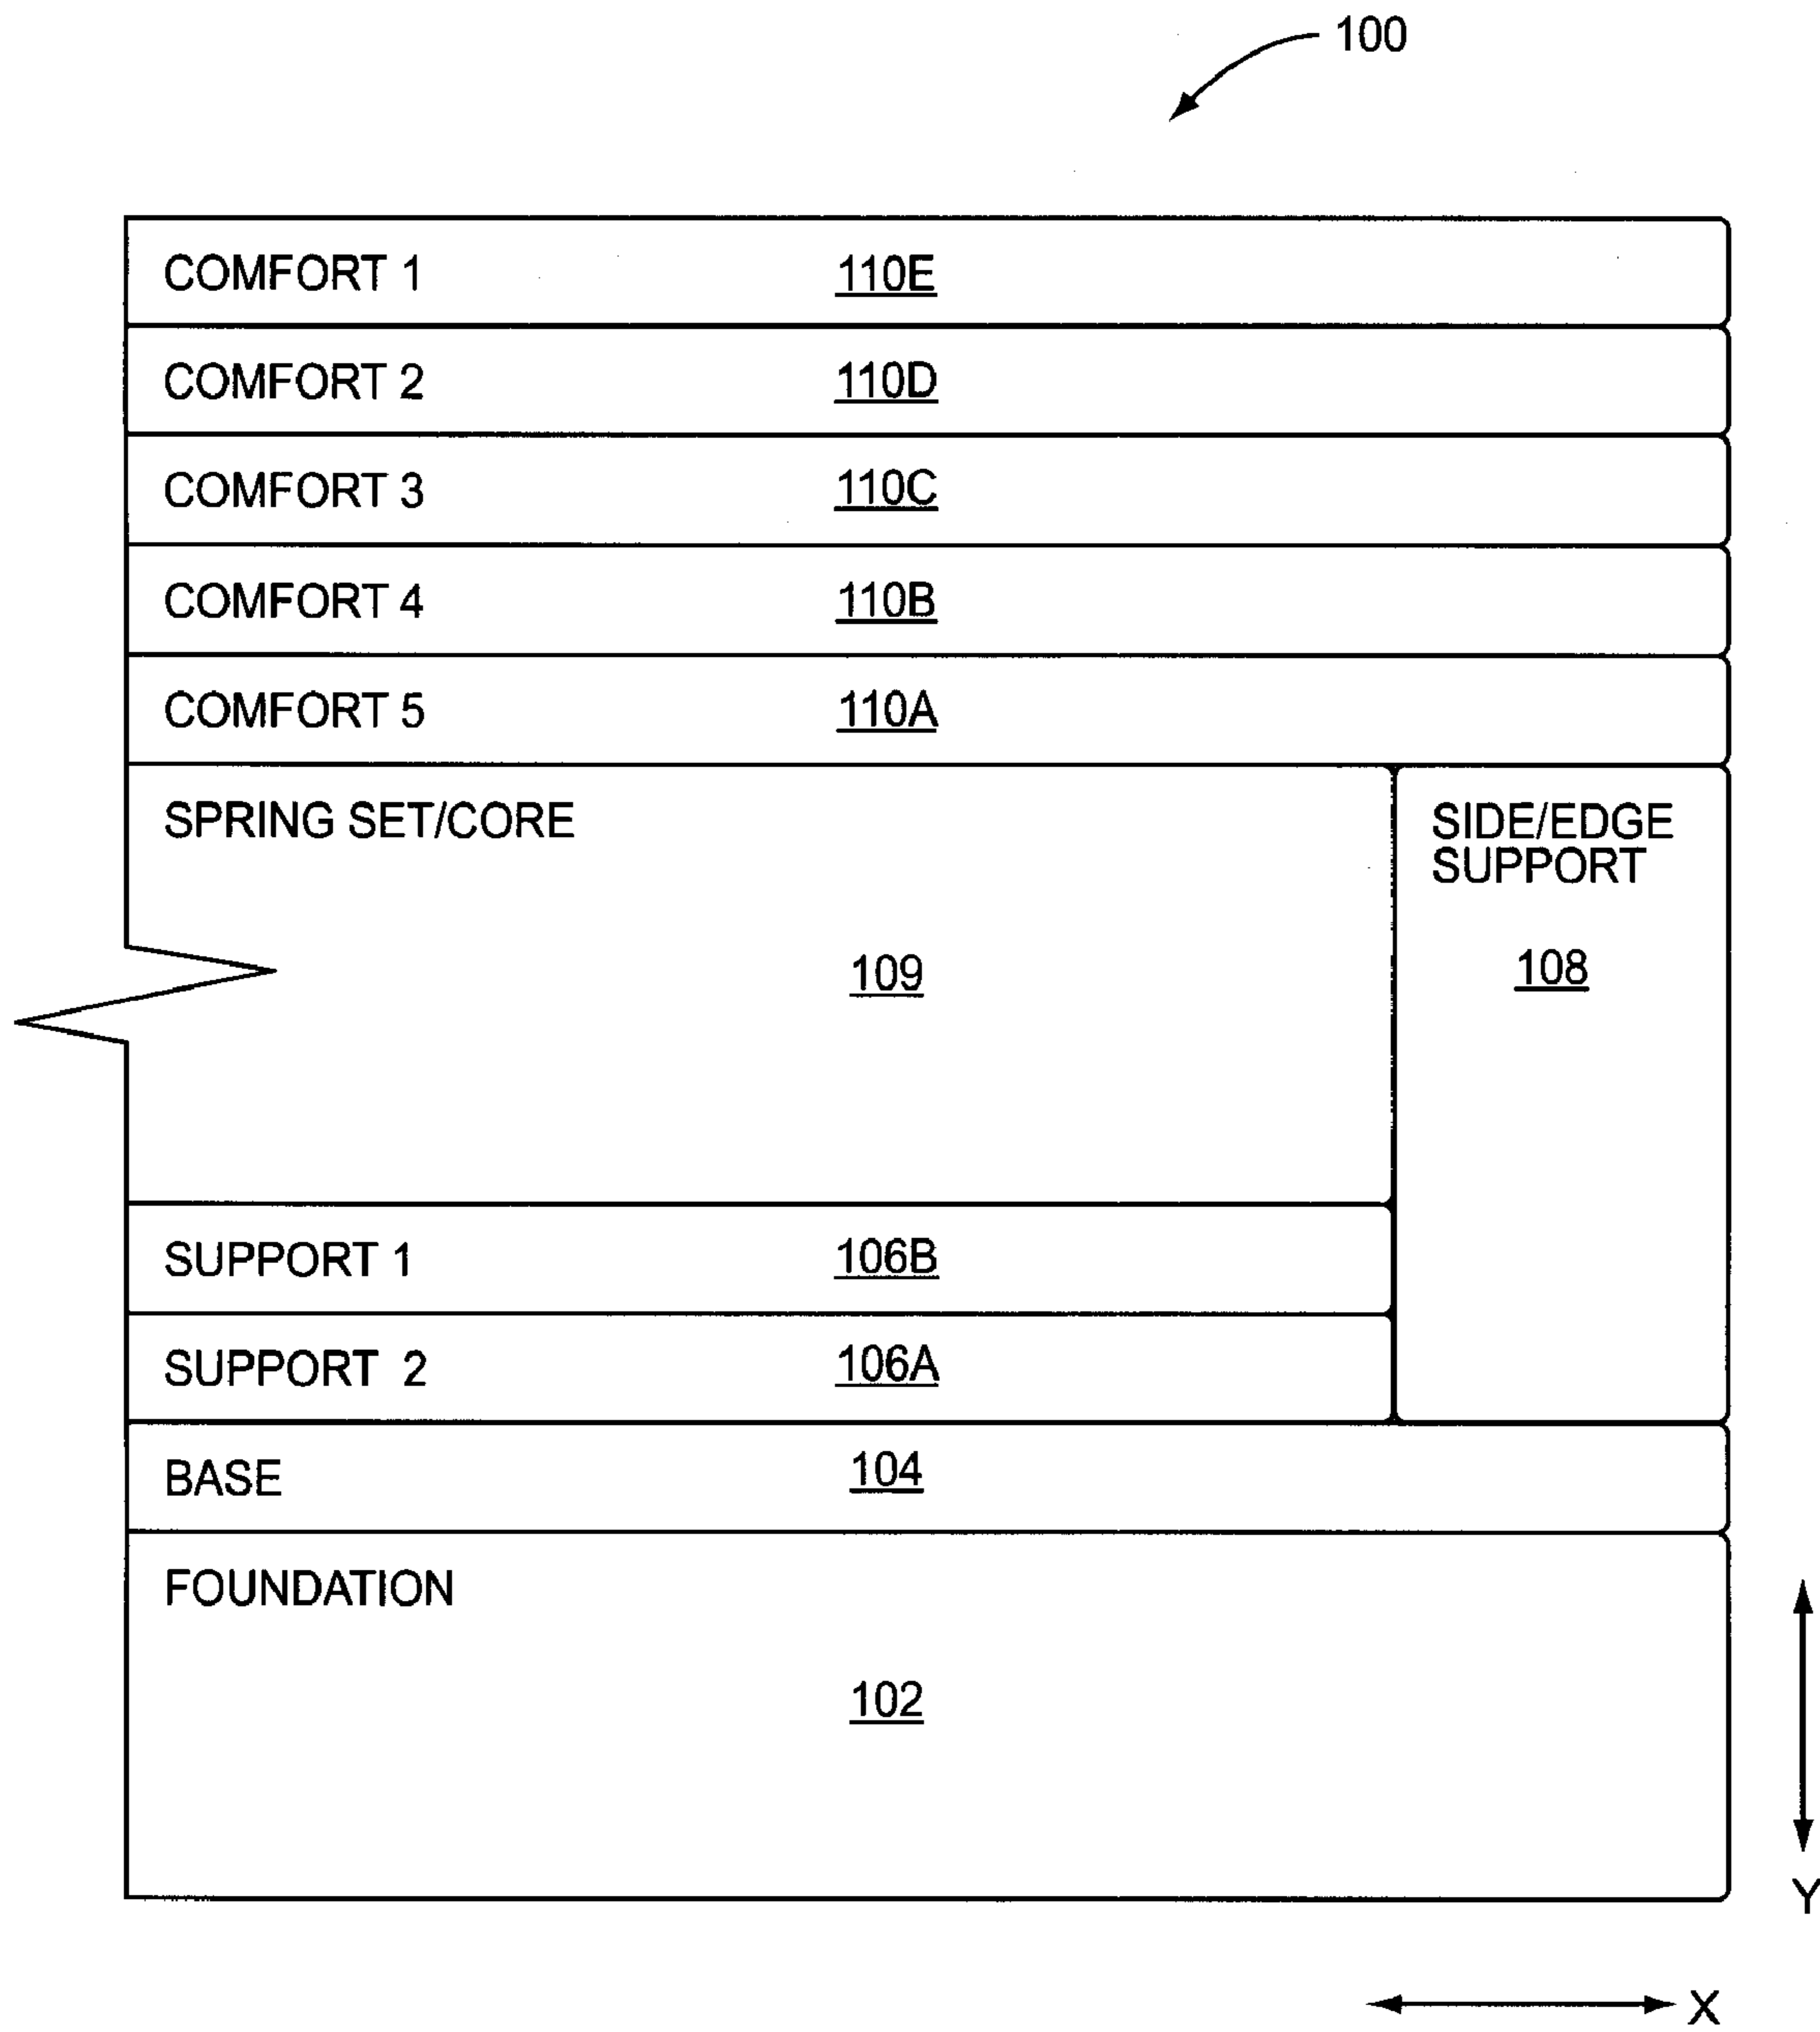 100
COMFORT 1 110E
COMFORT 2 110D
COMFORT 3 110C
COMFORT 4 110B
COMFORT 5 110A
SPRING SET/CORE
109
SIDE/EDGE
SUPPORT
108
SUPPORT 1 106B
SUPPORT 2 106A
BASE 104
FOUNDATION
102
Y
X